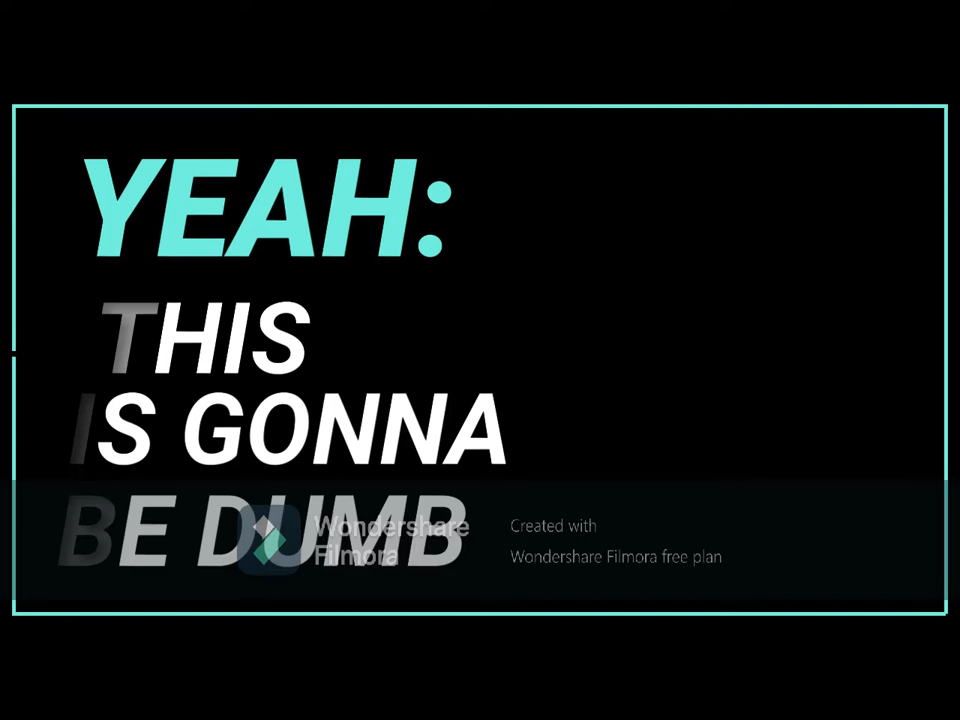 YEAH:
THIS
IS GONNA
BE DUMB
Wondershare
Filmora
Created with
Wondershare Filmora free plan